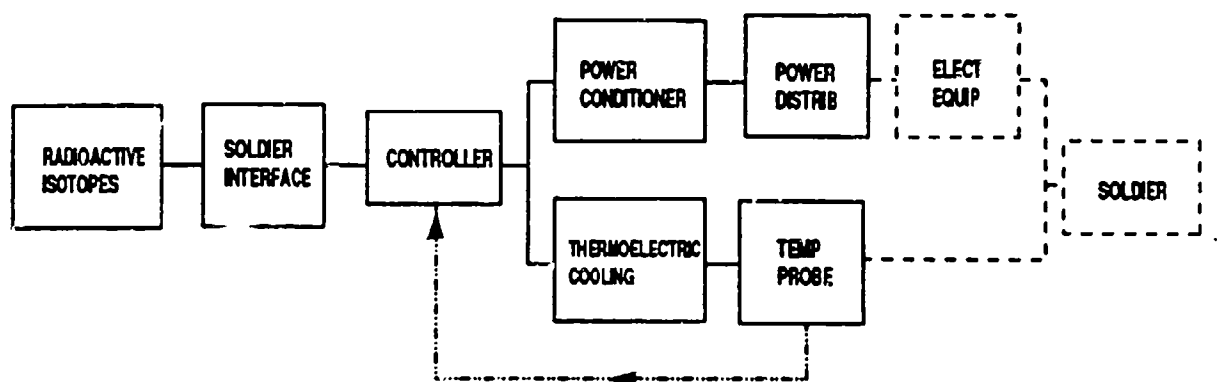 RADIOACTIVE
ISOTOPES
SOLDIER
INTERFACE
CONTROLLER
POWER
CONDITIONER
POWER
DISTRIB
ELECT
EQUIP
THERMOELECTRIC
COOLING
TEMP
PROBE
SOLDIER